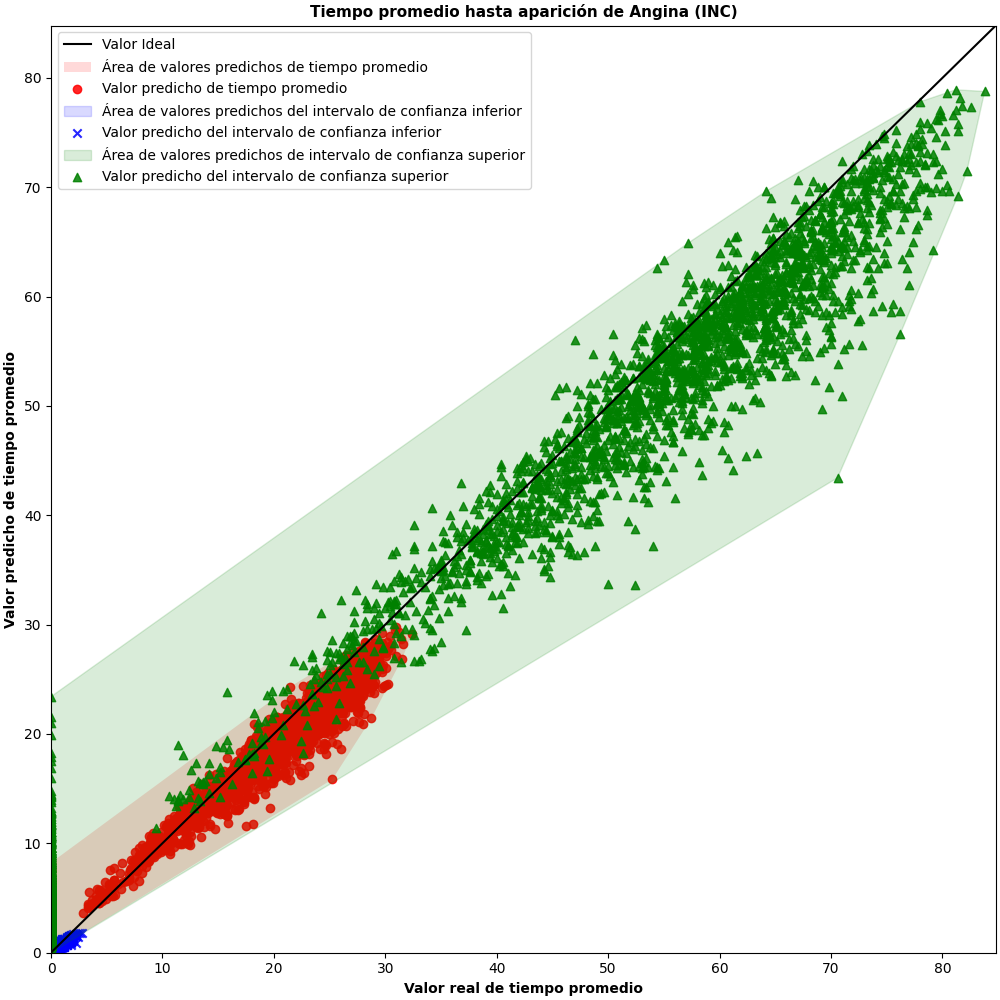 Tiempo promedio hasta aparición de Angina (INC)
Valor Ideal
Área de valores predichos de tiempo promedio
Valor predicho de tiempo promedio
Área de valores predichos del intervalo de confianza inferior
Valor predicho del intervalo de confianza inferior
Área de valores predichos de intervalo de confianza superior
Valor predicho del intervalo de confianza superior
Valor predicho de tiempo promedio
80
70
60
50
40
30
20
10
0
0 10 20 30 40 50 60 70 80
Valor real de tiempo promedio